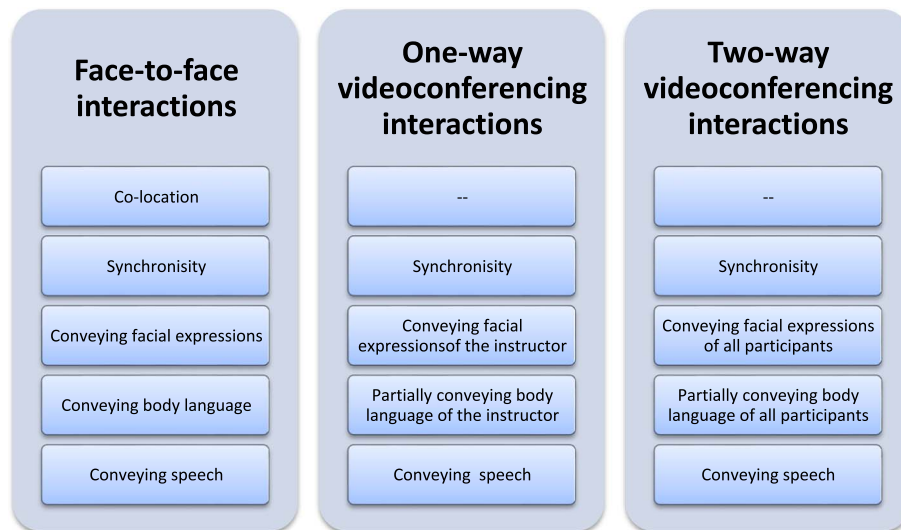 Face-to-face
interactions
Co-location
Synchronisity
Conveying facial expressions
Conveying body language
Conveying speech
One-way
videoconferencing
interactions
--
Synchronisity
Conveying facial
expressionsof the instructor
Partially conveying body
language of the instructor
Conveying speech
Two-way
videoconferencing
interactions
--
Synchronisity
Conveying facial expressions
of all participants
Partially conveying body
language of all participants
Conveying speech